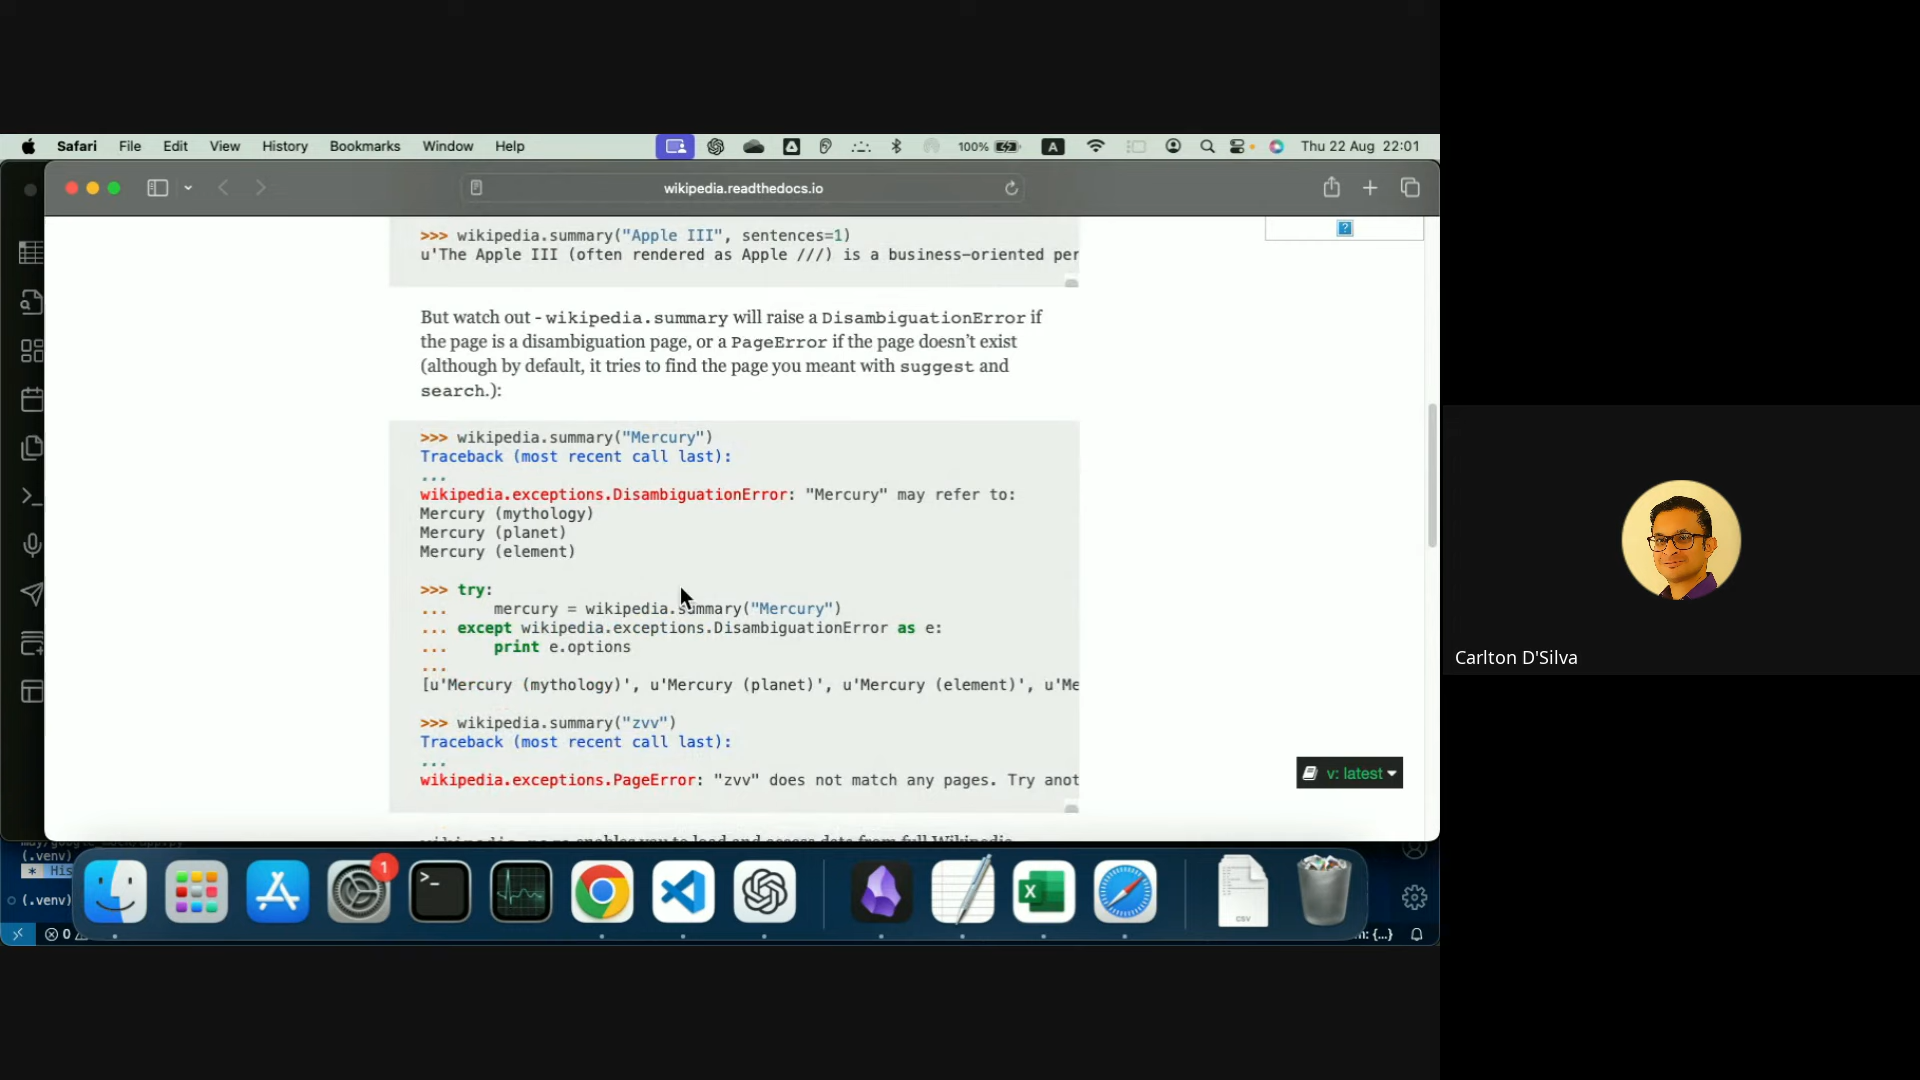 Safari File Edit View History Bookmarks Window Help 100% A Thu 22 Aug 22:01
wikipedia.readthedocs.io
>>> wikipedia.summary("Apple III", sentences=1)
u'The Apple III (often rendered as Apple ///) is a business-oriented per
But watch out - wikipedia.summary will raise a DisambiguationError if
the page is a disambiguation page, or a PageError if the page doesn't exist
(although by default, it tries to find the page you meant with suggest and
search.):
>>> wikipedia.summary("Mercury")
Traceback (most recent call last):
...
wikipedia.exceptions.DisambiguationError: "Mercury" may refer to:
Mercury (mythology)
Mercury (planet)
Mercury (element)
>>> try:
...     mercury = wikipedia.summary("Mercury")
... except wikipedia.exceptions.DisambiguationError as e:
...     print e.options
...
[u'Mercury (mythology)', u'Mercury (planet)', u'Mercury (element)', u'Me
>>> wikipedia.summary("zvv")
Traceback (most recent call last):
...
wikipedia.exceptions.PageError: "zvv" does not match any pages. Try anot
v: latest
Carlton D'Silva
(.venv)
* His
(.venv)
1
CSV
0
{...}